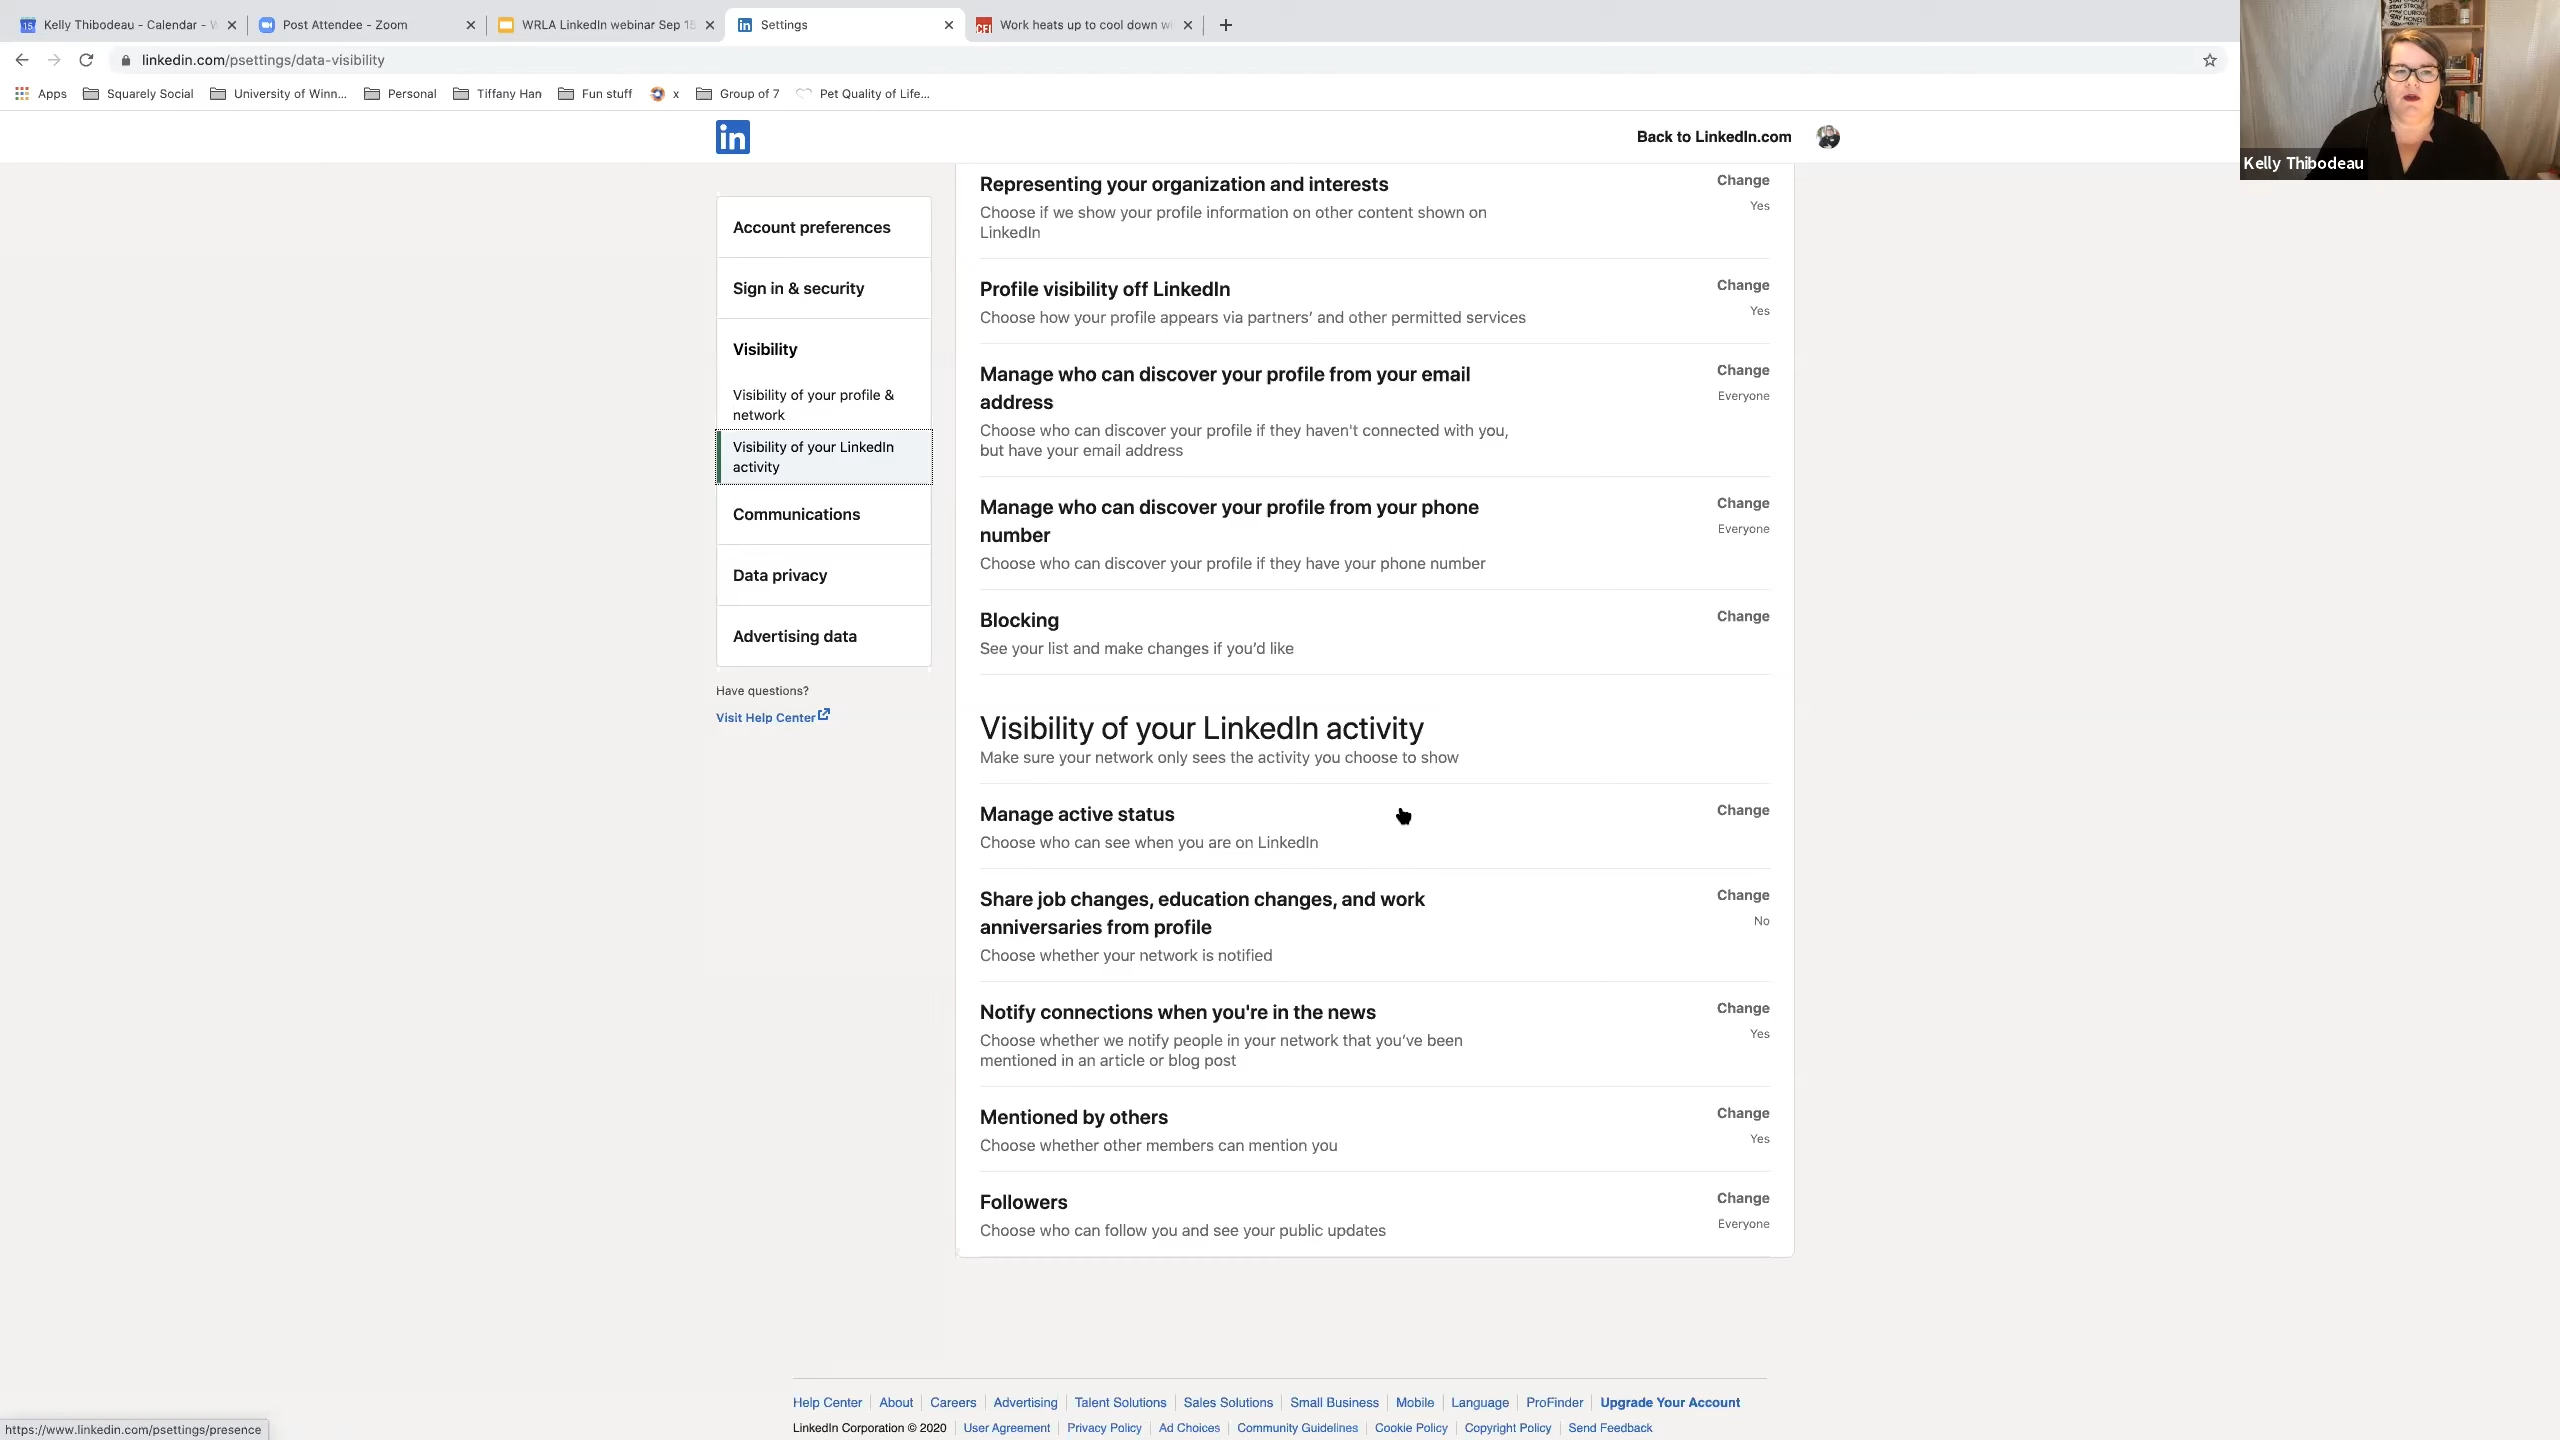 Kelly Thibodeau - Calendar - W
Post Attendee - Zoom
WRLA LinkedIn webinar Sep 15
Settings
Work heats up to cool down wi
linkedin.com/psettings/data-visibility
Apps
Squarely Social
University of Winn...
Personal
Tiffany Han
Fun stuff
x
Group of 7
Pet Quality of Life...
in
Back to LinkedIn.com
Kelly Thibodeau
Account preferences
Sign in & security
Visibility
Visibility of your profile &
network
Visibility of your LinkedIn
activity
Communications
Data privacy
Advertising data
Have questions?
Visit Help Center
Representing your organization and interests
Change
Choose if we show your profile information on other content shown on
LinkedIn
Yes
Profile visibility off LinkedIn
Change
Choose how your profile appears via partners’ and other permitted services
Yes
Manage who can discover your profile from your email
address
Change
Everyone
Choose who can discover your profile if they haven't connected with you,
but have your email address
Manage who can discover your profile from your phone
number
Change
Everyone
Choose who can discover your profile if they have your phone number
Blocking
Change
See your list and make changes if you’d like
Visibility of your LinkedIn activity
Make sure your network only sees the activity you choose to show
Manage active status
Change
Choose who can see when you are on LinkedIn
Share job changes, education changes, and work
anniversaries from profile
Change
No
Choose whether your network is notified
Notify connections when you're in the news
Change
Yes
Choose whether we notify people in your network that you’ve been
mentioned in an article or blog post
Mentioned by others
Change
Yes
Choose whether other members can mention you
Followers
Change
Everyone
Choose who can follow you and see your public updates
Help Center
About
Careers
Advertising
Talent Solutions
Sales Solutions
Small Business
Mobile
Language
ProFinder
Upgrade Your Account
LinkedIn Corporation © 2020
User Agreement
Privacy Policy
Ad Choices
Community Guidelines
Cookie Policy
Copyright Policy
Send Feedback
https://www.linkedin.com/psettings/presence